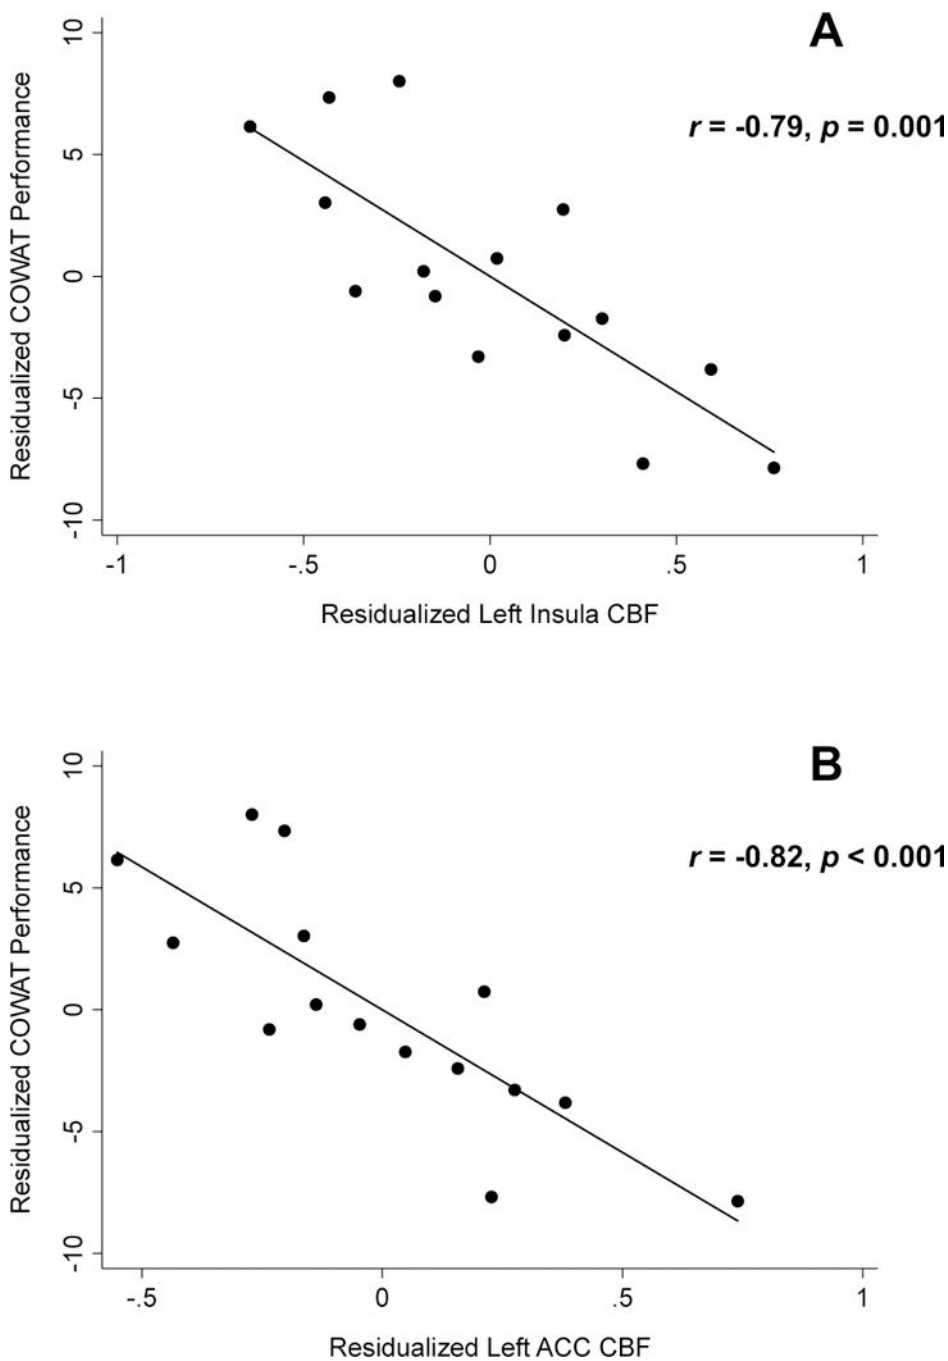 A
r = -0.79, p = 0.001
Residualized COWAT Performance
10
5
0
-5
-10
-1
-.5
0
.5
1
Residualized Left Insula CBF
B
r = -0.82, p < 0.001
Residualized COWAT Performance
10
5
0
-5
-10
-.5
0
.5
1
Residualized Left ACC CBF